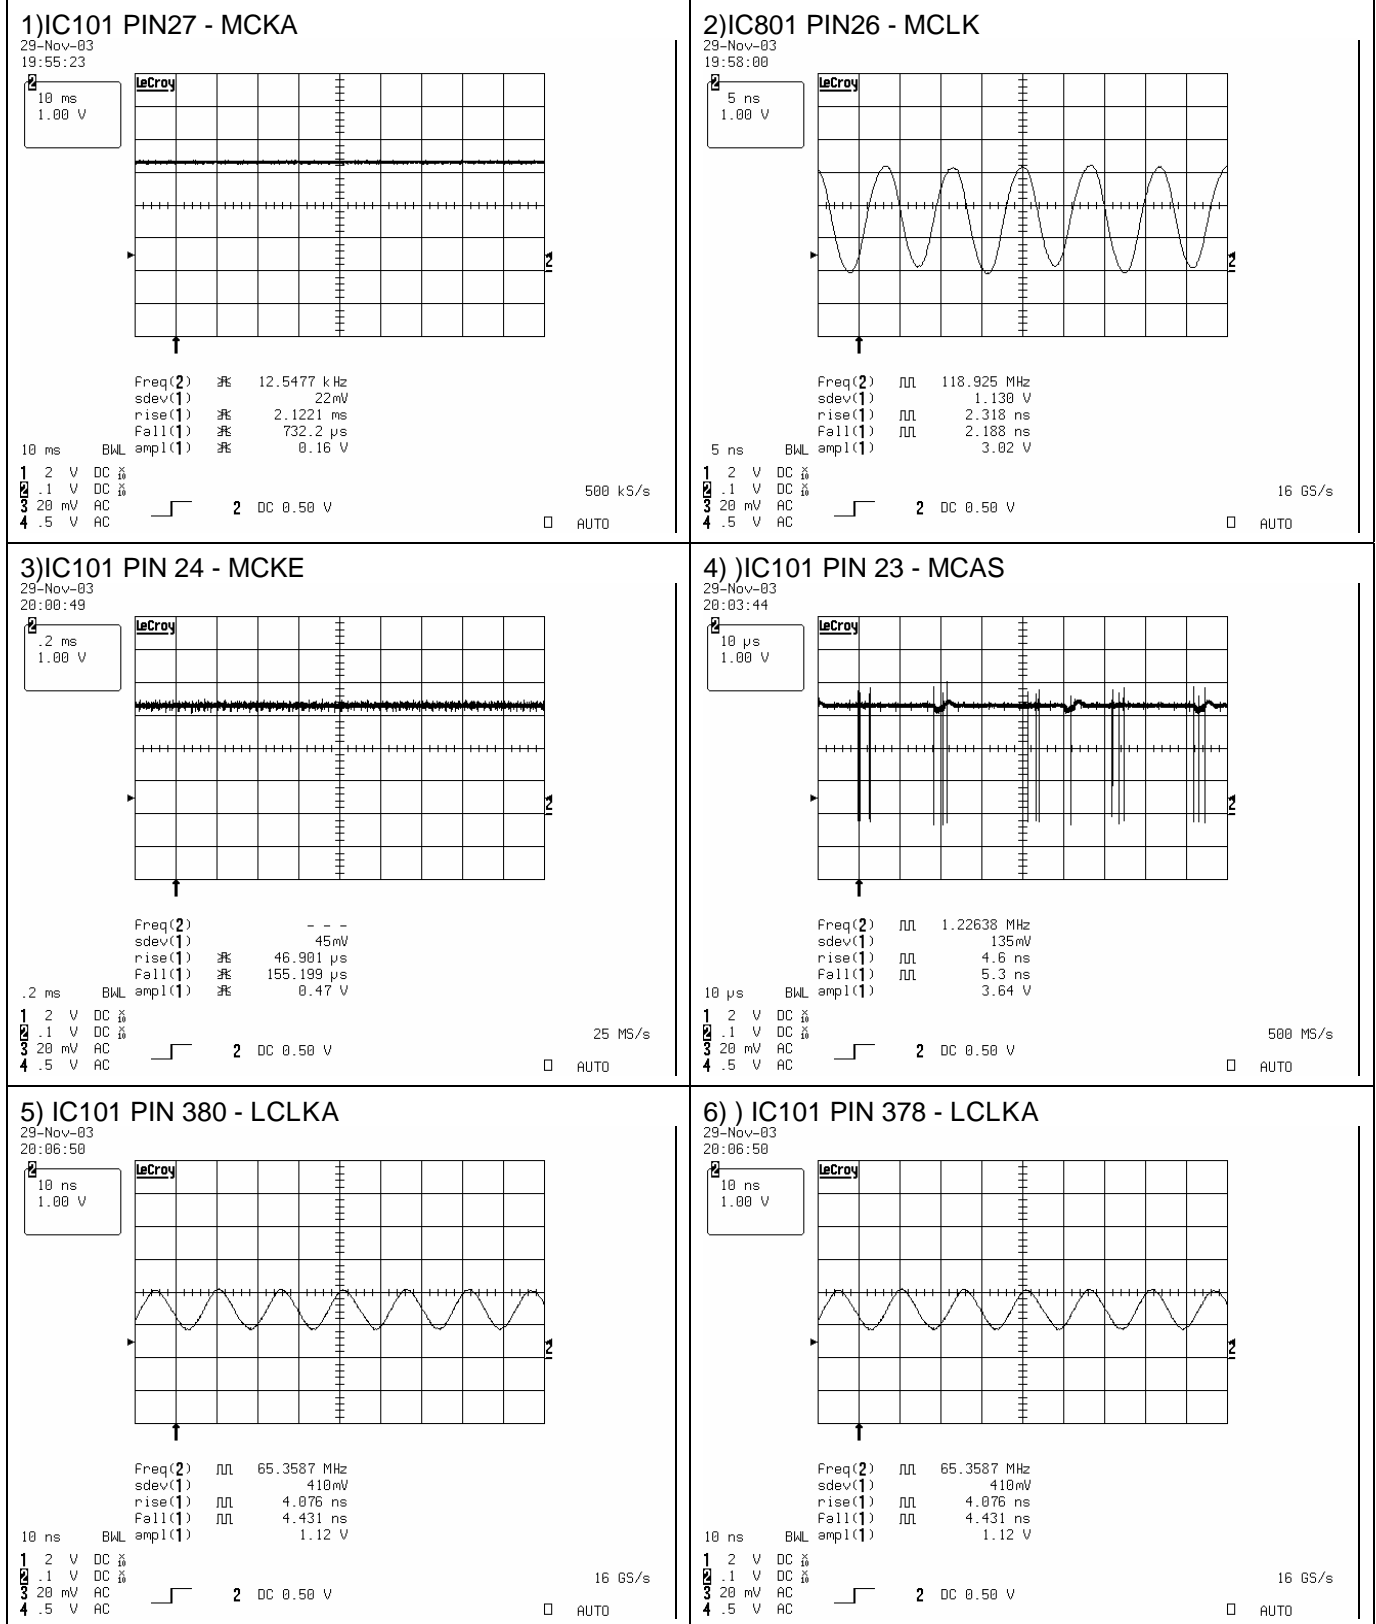 1)IC101 PIN27 - MCKA
29-Nov-03
19:55:23
2
10 ms
1.00 V
LeCroy
2
freq(2) 12.5477 kHz
sdev(1) 22mV
rise(1) 2.1221 ms
fall(1) 732.2 µs
ampl(1) 0.16 V
10 ms BWL
1 2 V DC x10
2 .1 V DC x10
3 20 mV AC
4 .5 V AC
2 DC 0.50 V
500 kS/s
AUTO
2)IC801 PIN26 - MCLK
29-Nov-03
19:58:00
2
5 ns
1.00 V
LeCroy
2
freq(2) 118.925 MHz
sdev(1) 1.130 V
rise(1) 2.318 ns
fall(1) 2.188 ns
ampl(1) 3.02 V
5 ns BWL
1 2 V DC x10
2 .1 V DC x10
3 20 mV AC
4 .5 V AC
2 DC 0.50 V
16 GS/s
AUTO
3)IC101 PIN 24 - MCKE
29-Nov-03
20:00:49
2
.2 ms
1.00 V
LeCroy
2
freq(2) - - -
sdev(1) 45mV
rise(1) 46.901 µs
fall(1) 155.199 µs
ampl(1) 0.47 V
.2 ms BWL
1 2 V DC x10
2 .1 V DC x10
3 20 mV AC
4 .5 V AC
2 DC 0.50 V
25 MS/s
AUTO
4) )IC101 PIN 23 - MCAS
29-Nov-03
20:03:44
2
10 µs
1.00 V
LeCroy
2
freq(2) 1.22638 MHz
sdev(1) 135mV
rise(1) 4.6 ns
fall(1) 5.3 ns
ampl(1) 3.64 V
10 µs BWL
1 2 V DC x10
2 .1 V DC x10
3 20 mV AC
4 .5 V AC
2 DC 0.50 V
500 MS/s
AUTO
5) IC101 PIN 380 - LCLKA
29-Nov-03
20:06:50
2
10 ns
1.00 V
LeCroy
2
freq(2) 65.3587 MHz
sdev(1) 410mV
rise(1) 4.076 ns
fall(1) 4.431 ns
ampl(1) 1.12 V
10 ns BWL
1 2 V DC x10
2 .1 V DC x10
3 20 mV AC
4 .5 V AC
2 DC 0.50 V
16 GS/s
AUTO
6) ) IC101 PIN 378 - LCLKA
29-Nov-03
20:06:50
2
10 ns
1.00 V
LeCroy
2
freq(2) 65.3587 MHz
sdev(1) 410mV
rise(1) 4.076 ns
fall(1) 4.431 ns
ampl(1) 1.12 V
10 ns BWL
1 2 V DC x10
2 .1 V DC x10
3 20 mV AC
4 .5 V AC
2 DC 0.50 V
16 GS/s
AUTO